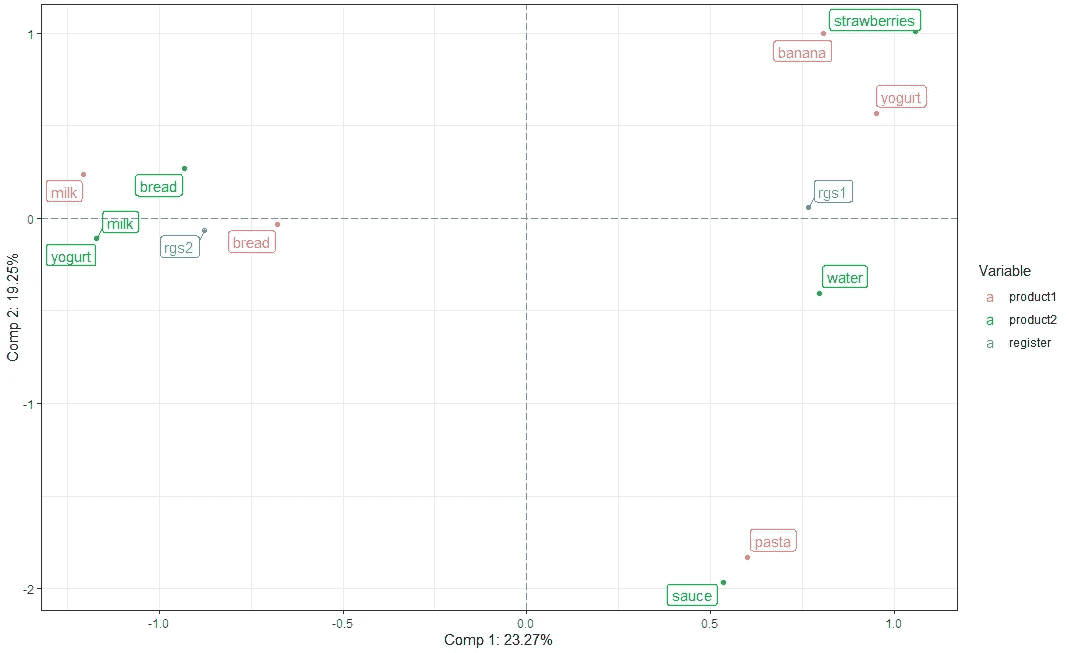 strawberries
1
banana
yogurt
milk
bread
rgs1
0
milk
yogurt
rgs2
bread
water
Variable
a product1
a product2
a register
Comp 2: 19.25%
-1
pasta
sauce
-2
-1.0 -0.5 0.0 0.5 1.0
Comp 1: 23.27%